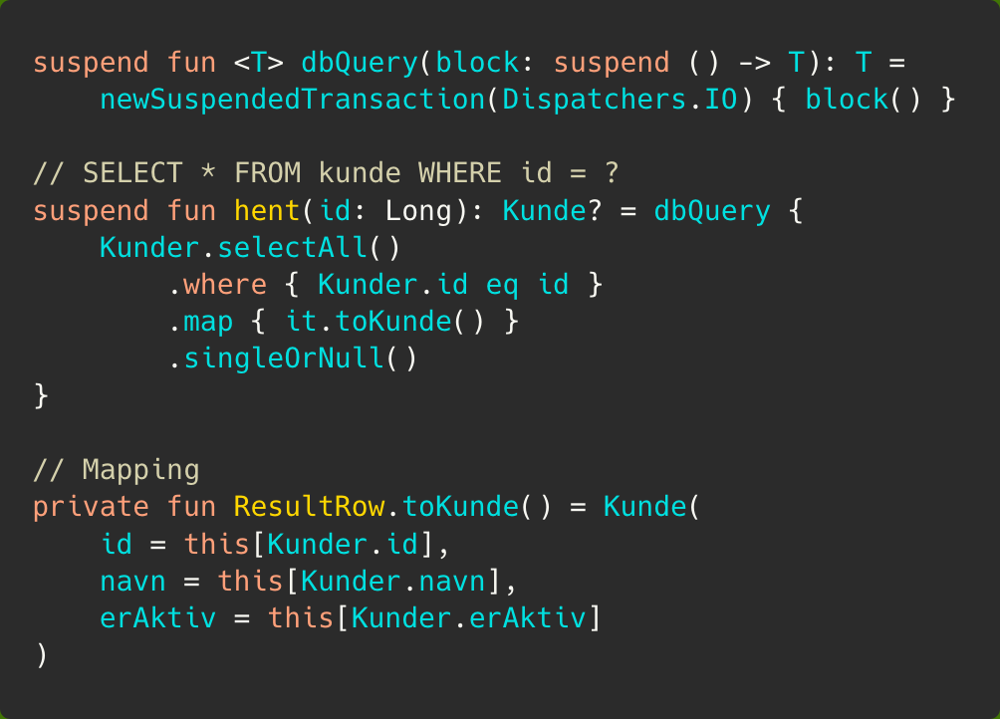 suspend fun <T> dbQuery(block: suspend () -> T): T =
    newSuspendedTransaction(Dispatchers.IO) { block() }

// SELECT * FROM kunde WHERE id = ?
suspend fun hent(id: Long): Kunde? = dbQuery {
    Kunder.selectAll()
        .where { Kunder.id eq id }
        .map { it.toKunde() }
        .singleOrNull()
}

// Mapping
private fun ResultRow.toKunde() = Kunde(
    id = this[Kunder.id],
    navn = this[Kunder.navn],
    erAktiv = this[Kunder.erAktiv]
)